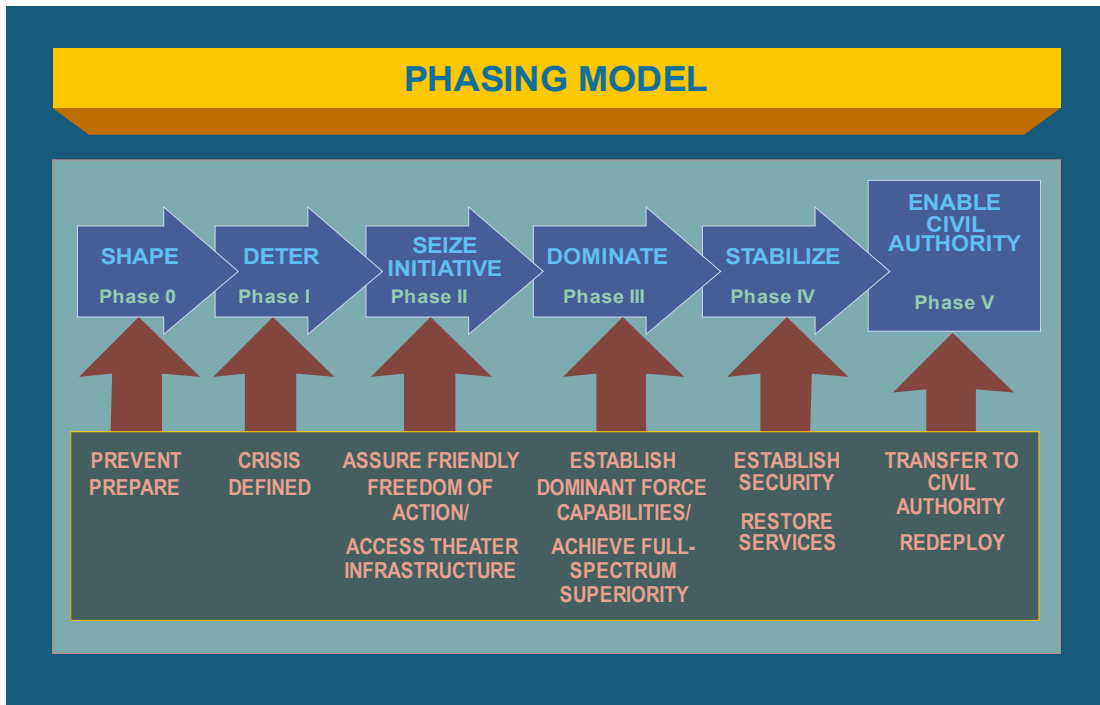 PHASING MODEL
SHAPE
Phase 0
DETER
Phase I
SEIZE
INITIATIVE
Phase II
DOMINATE
Phase III
STABILIZE
Phase IV
ENABLE
CIVIL
AUTHORITY
Phase V
PREVENT
PREPARE
CRISIS
DEFINED
ASSURE FRIENDLY
FREEDOM OF
ACTION/
ACCESS THEATER
INFRASTRUCTURE
ESTABLISH
DOMINANT FORCE
CAPABILITIES/
ACHIEVE FULL-
SPECTRUM
SUPERIORITY
ESTABLISH
SECURITY
RESTORE
SERVICES
TRANSFER TO
CIVIL
AUTHORITY
REDEPLOY